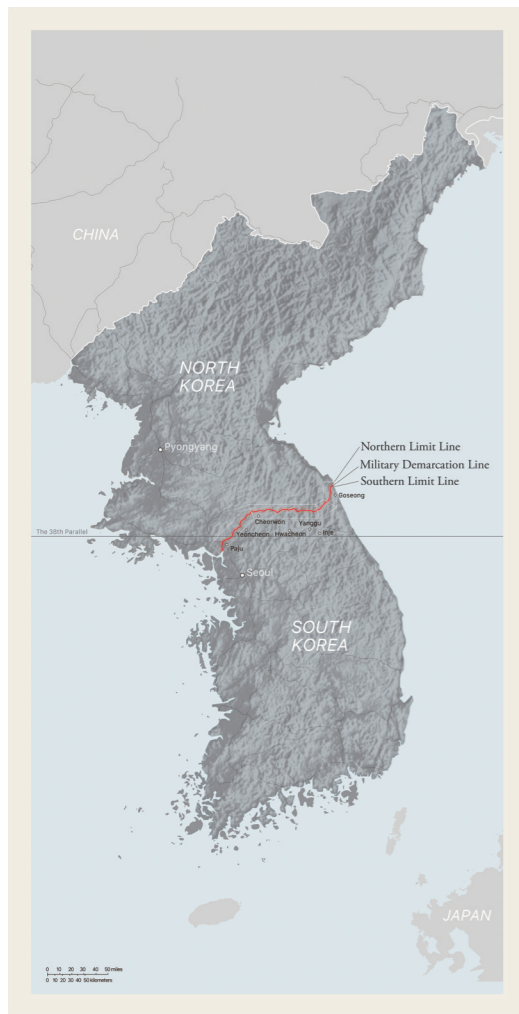 CHINA
NORTH
KOREA
Pyongyang
Northern Limit Line
Military Demarcation Line
Southern Limit Line
Goseong
Cheorwon
Yanggu
The 38th Parallel
Yeoncheon
Hwacheon
Inje
Paju
Seoul
SOUTH
KOREA
JAPAN
0 10 20 30 40 50 miles
0 10 20 30 40 50 kilometers